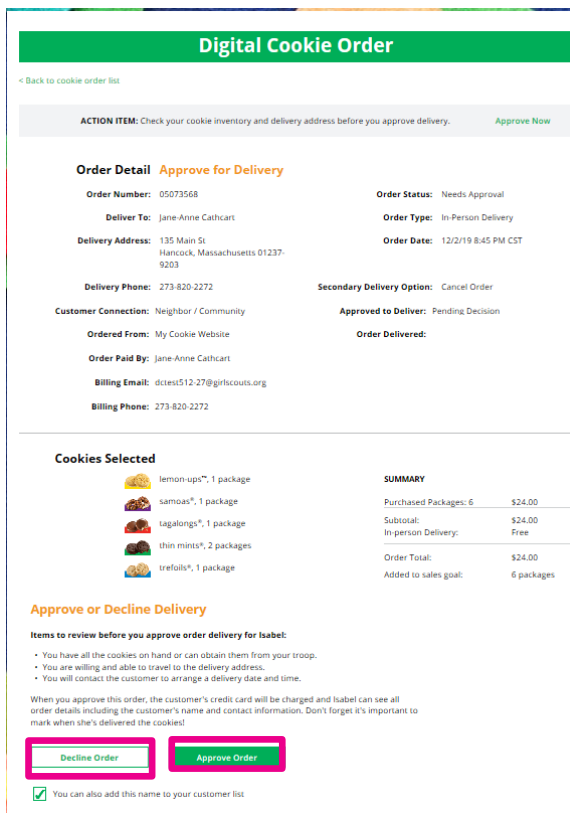 Digital Cookie Order
< Back to cookie order list
ACTION ITEM: Check your cookie inventory and delivery address before you approve delivery. Approve Now
Order Detail Approve for Delivery
Order Number: 05073568 Order Status: Needs Approval
Deliver To: Jane-Anne Cathcart Order Type: In-Person Delivery
Delivery Address: 135 Main St Order Date: 12/2/19 8:45 PM CST
Hancock, Massachusetts 01237-
9203
Delivery Phone: 273-820-2272 Secondary Delivery Option: Cancel Order
Customer Connection: Neighbor / Community Approved to Deliver: Pending Decision
Ordered From: My Cookie Website Order Delivered:
Order Paid By: Jane-Anne Cathcart
Billing Email: dctest512-27@girlscouts.org
Billing Phone: 273-820-2272
Cookies Selected
lemon-ups™, 1 package SUMMARY
samoas®, 1 package Purchased Packages: 6 $24.00
tagalongs®, 1 package Subtotal: $24.00
In-person Delivery: Free
thin mints®, 2 packages
Order Total: $24.00
trefoils®, 1 package Added to sales goal: 6 packages
Approve or Decline Delivery
Items to review before you approve order delivery for Isabel:
• You have all the cookies on hand or can obtain them from your troop.
• You are willing and able to travel to the delivery address.
• You will contact the customer to arrange a delivery date and time.
When you approve this order, the customer's credit card will be charged and Isabel can see all
order details including the customer's name and contact information. Don't forget it's important to
mark when she's delivered the cookies!
Decline Order Approve Order
You can also add this name to your customer list